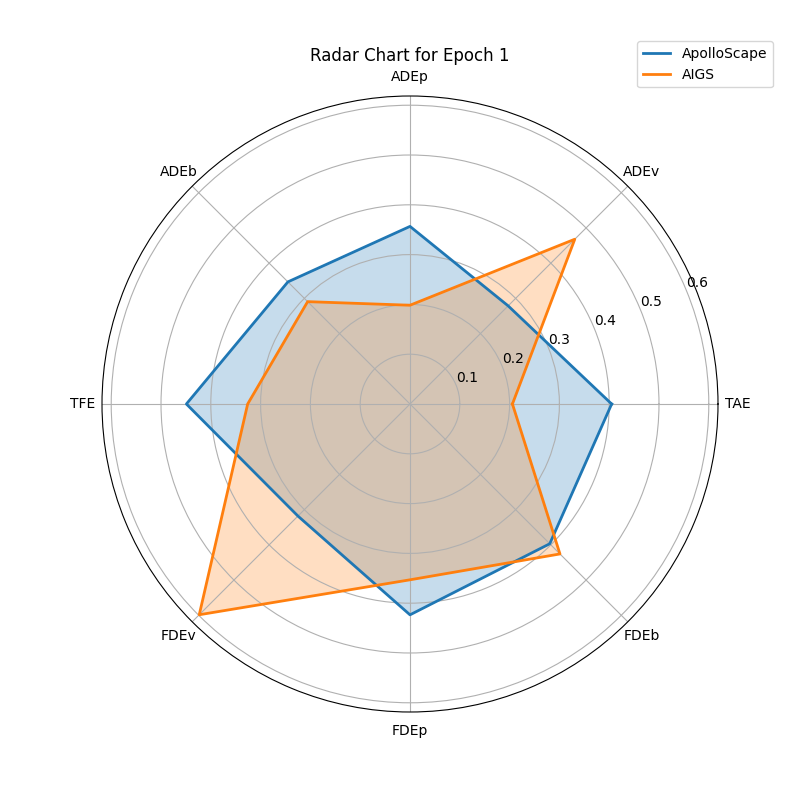 Radar Chart for Epoch 1
ApolloScape
AIGS
ADEp
ADEb
ADEv
0.6
0.5
0.4
0.3
0.2
0.1
TFE
TAE
FDEv
FDEb
FDEp